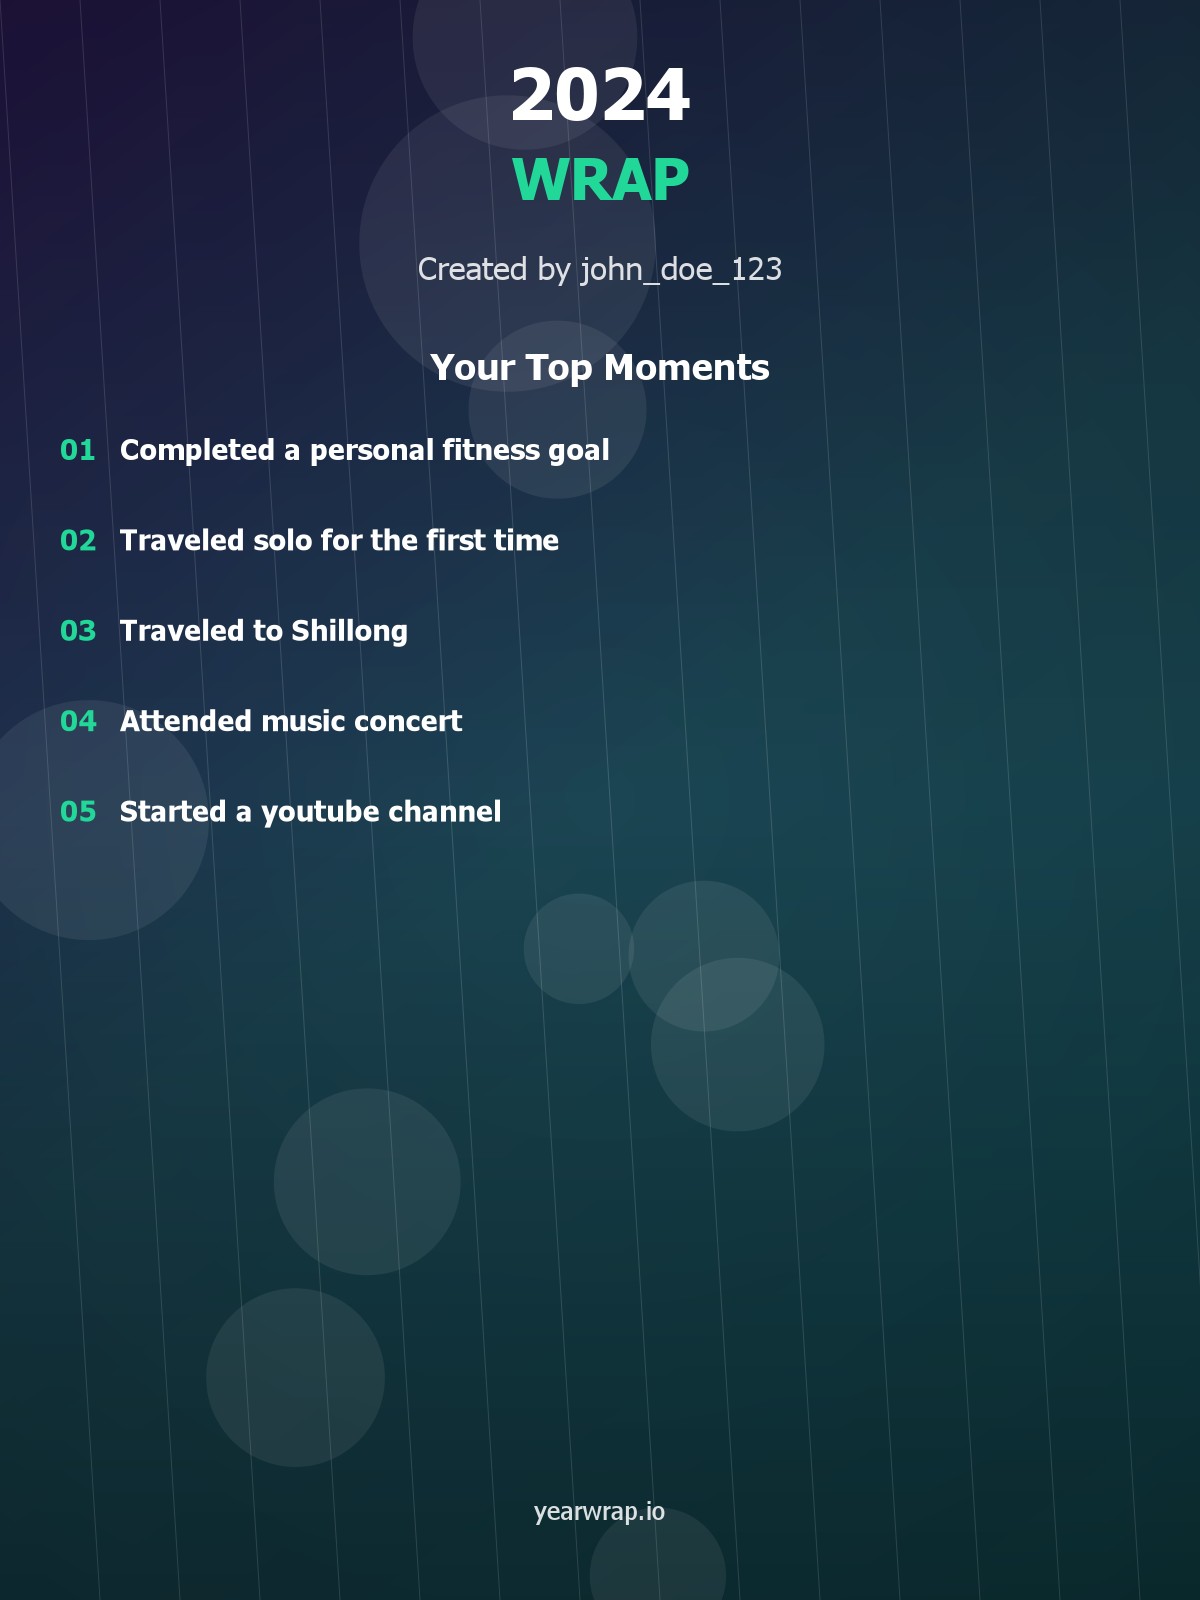 2024
WRAP
Created by john_doe_123
Your Top Moments
01 Completed a personal fitness goal
02 Traveled solo for the first time
03 Traveled to Shillong
04 Attended music concert
05 Started a youtube channel
yearwrap.io